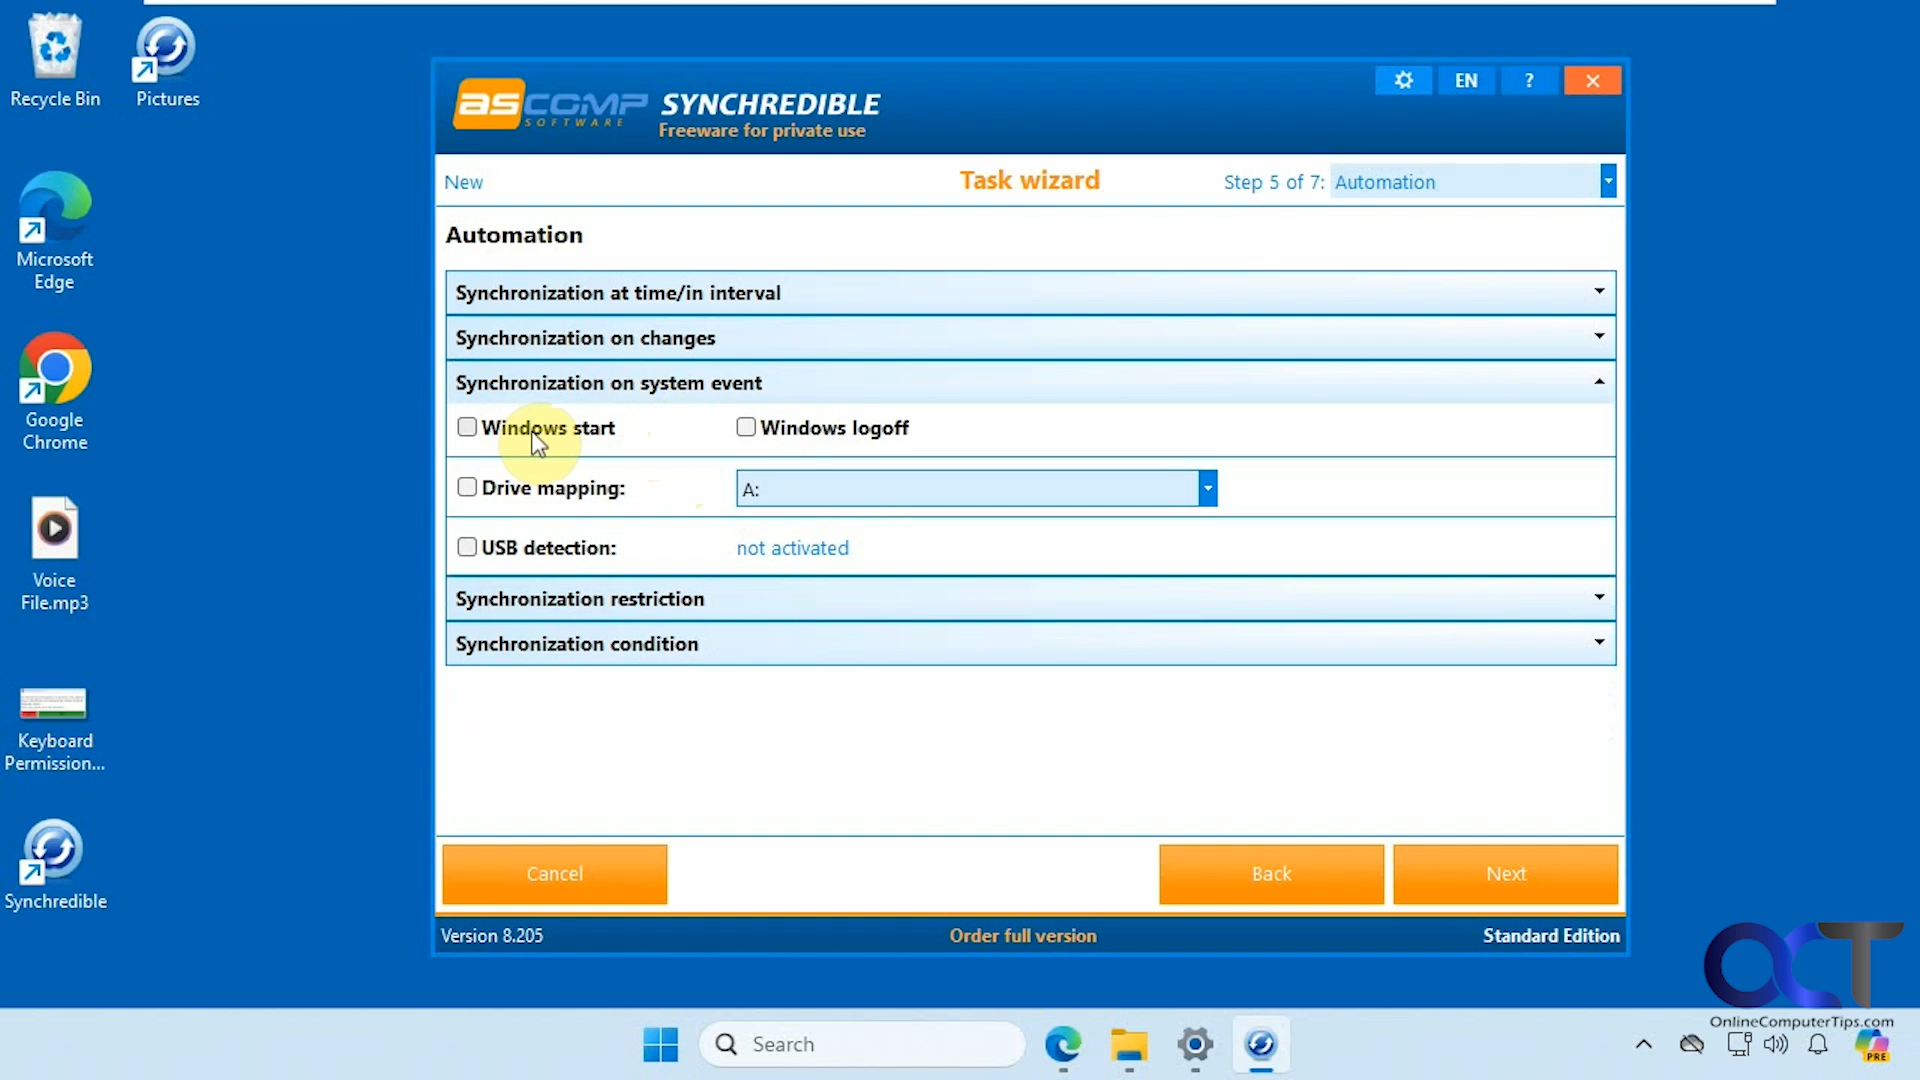 Recycle Bin
Pictures
Microsoft
Edge
Google
Chrome
Voice
File.mp3
Keyboard
Permission...
Synchredible
ascomp
SOFTWARE
SYNCHREDIBLE
Freeware for private use
EN
?
New
Task wizard
Step 5 of 7: Automation
Automation
Synchronization at time/in interval
Synchronization on changes
Synchronization on system event
Windows start
Windows logoff
Drive mapping:
A:
USB detection:
not activated
Synchronization restriction
Synchronization condition
Cancel
Back
Next
Version 8.205
Order full version
Standard Edition
OCT
OnlineComputerTips.com
Search
PRE